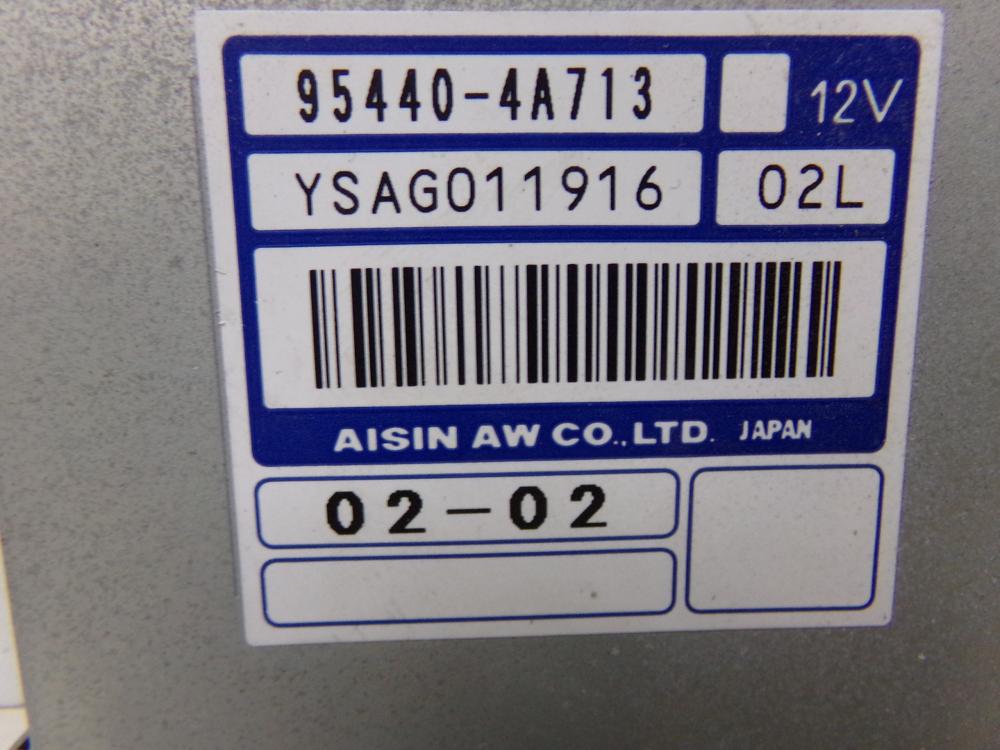 95440-4A713 12V
YSAG011916 02L
AISIN AW CO.,LTD. JAPAN
02-02